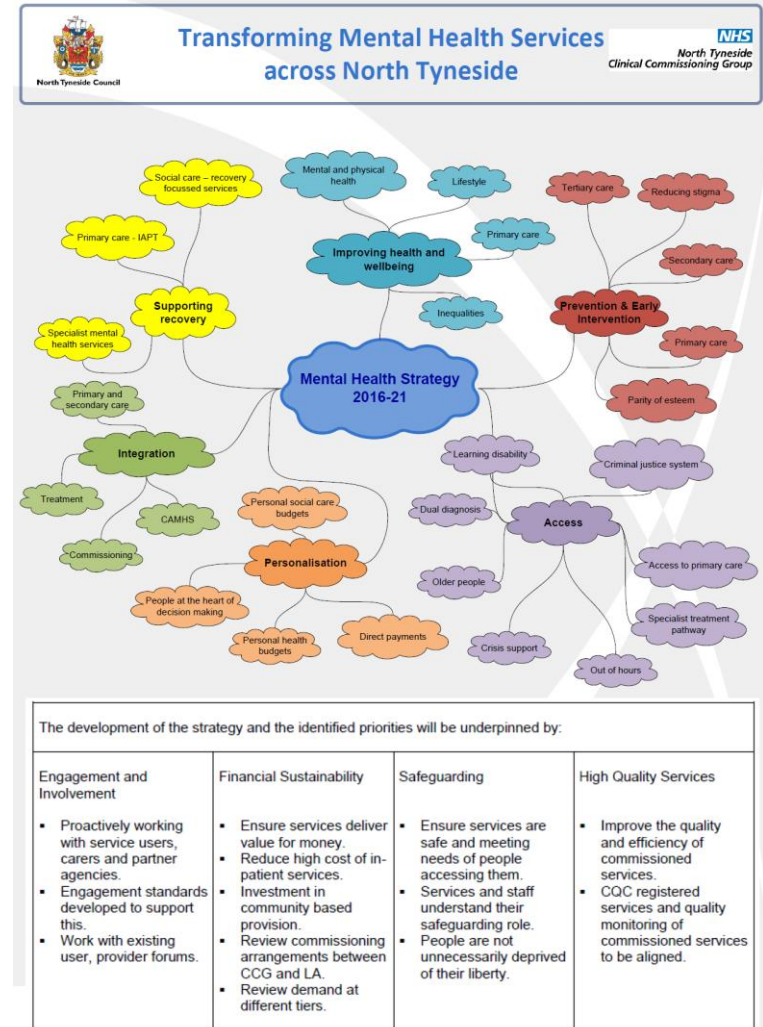 Transforming Mental Health Services
across North Tyneside
North Tyneside Council
NHS
North Tyneside
Clinical Commissioning Group
Social care – recovery
focussed services
Primary care - IAPT
Supporting
recovery
Specialist mental
health services
Mental and physical
health
Lifestyle
Primary care
Improving health and
wellbeing
Inequalities
Tertiary care
Reducing stigma
Secondary care
Prevention & Early
Intervention
Primary care
Parity of esteem
Mental Health Strategy
2016-21
Primary and
secondary care
Integration
Treatment
CAMHS
Commissioning
Personal social care
budgets
Personalisation
People at the heart of
decision making
Personal health
budgets
Direct payments
Learning disability
Criminal justice system
Dual diagnosis
Access
Older people
Access to primary care
Specialist treatment
pathway
Crisis support
Out of hours
The development of the strategy and the identified priorities will be underpinned by:
Engagement and
Involvement
▪ Proactively working
with service users,
carers and partner
agencies.
▪ Engagement standards
developed to support
this.
▪ Work with existing
user, provider forums.
Financial Sustainability
▪ Ensure services deliver
value for money.
▪ Reduce high cost of in-
patient services.
▪ Investment in
community based
provision.
▪ Review commissioning
arrangements between
CCG and LA.
▪ Review demand at
different tiers.
Safeguarding
▪ Ensure services are
safe and meeting
needs of people
accessing them.
▪ Services and staff
understand their
safeguarding role.
▪ People are not
unnecessarily deprived
of their liberty.
High Quality Services
▪ Improve the quality
and efficiency of
commissioned
services.
▪ CQC registered
services and quality
monitoring of
commissioned services
to be aligned.